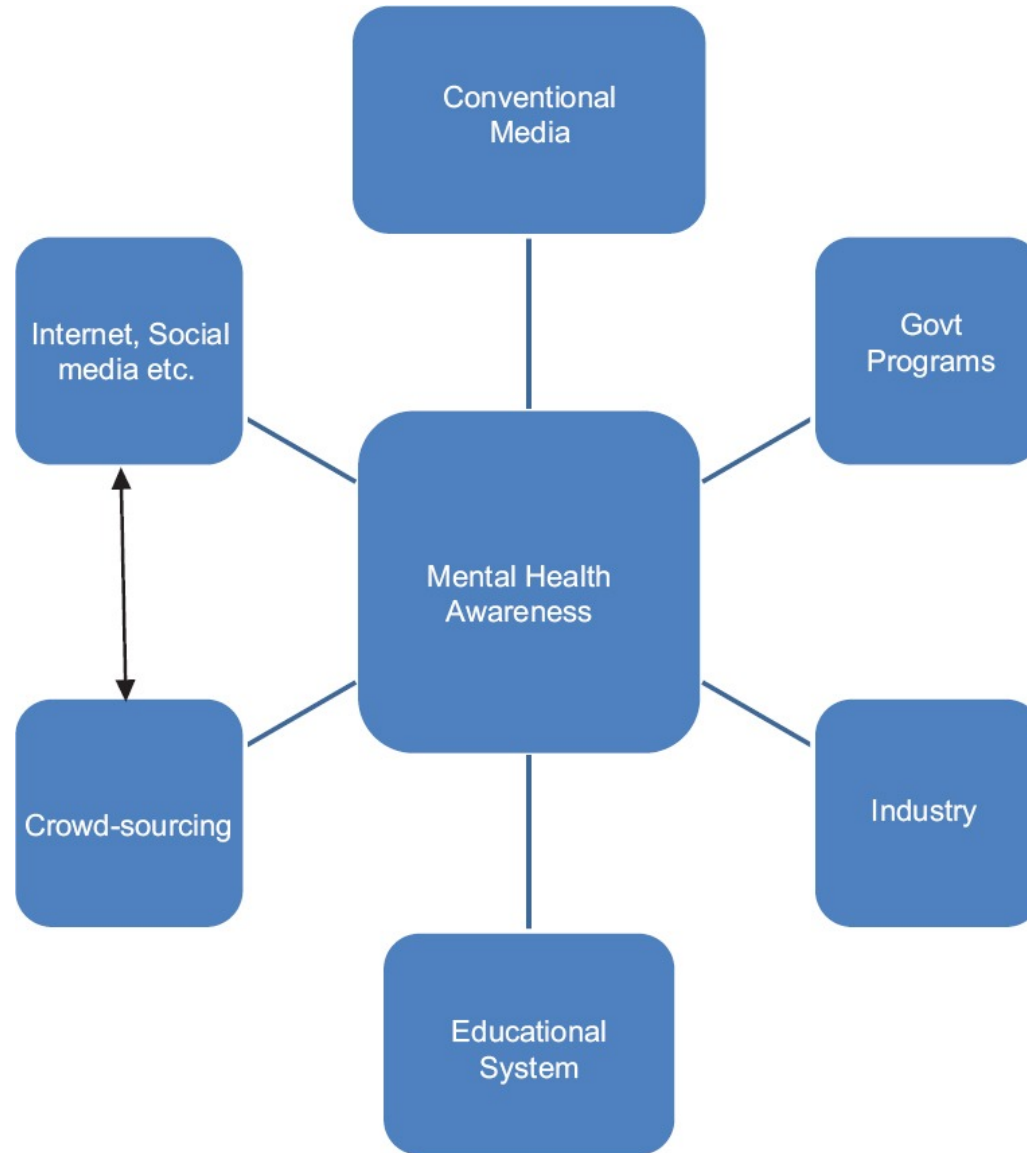 Conventional
Media
Internet, Social
media etc.
Govt
Programs
Mental Health
Awareness
Crowd-sourcing
Industry
Educational
System